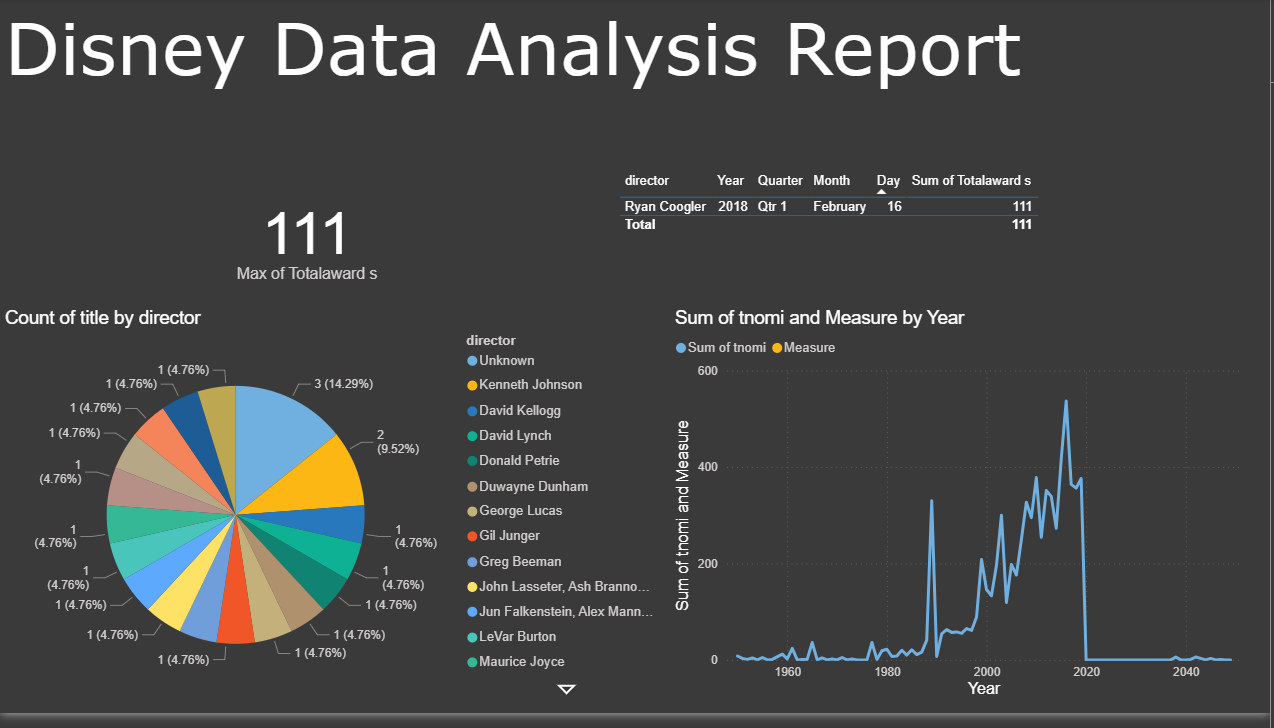 Disney Data Analysis Report
director Year Quarter Month Day Sum of Totalaward s
Ryan Coogler 2018 Qtr 1 February 16 111
Total 111
111
Max of Totalaward s
Count of title by director
3 (14.29%)
2
(9.52%)
1
(4.76%)
1
(4.76%)
1 (4.76%)
1 (4.76%)
1 (4.76%)
1 (4.76%)
1 (4.76%)
1 (4.76%)
1
(4.76%)
1
(4.76%)
1
(4.76%)
1 (4.76%)
1 (4.76%)
1 (4.76%)
1 (4.76%)
director
Unknown
Kenneth Johnson
David Kellogg
David Lynch
Donald Petrie
Duwayne Dunham
George Lucas
Gil Junger
Greg Beeman
John Lasseter, Ash Branno...
Jun Falkenstein, Alex Mann...
LeVar Burton
Maurice Joyce
Sum of tnomi and Measure by Year
Sum of tnomi Measure
Sum of tnomi and Measure
600
400
200
0
1960 1980 2000 2020 2040
Year